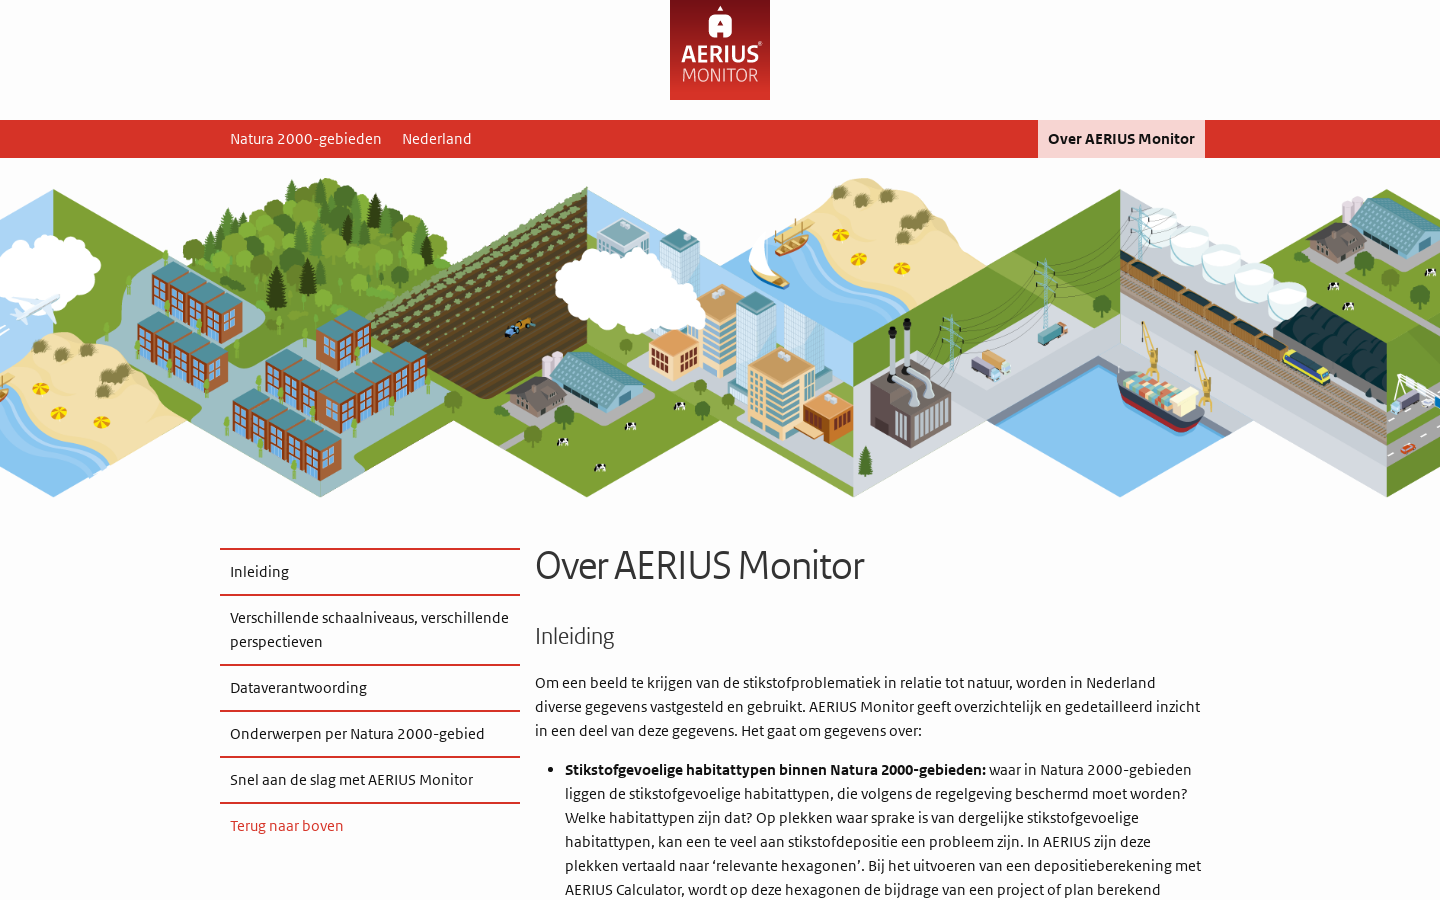 AERIUS®
MONITOR
Natura 2000-gebieden Nederland Over AERIUS Monitor
Inleiding
Verschillende schaalniveaus, verschillende
perspectieven
Dataverantwoording
Onderwerpen per Natura 2000-gebied
Snel aan de slag met AERIUS Monitor
Terug naar boven
Over AERIUS Monitor
Inleiding
Om een beeld te krijgen van de stikstofproblematiek in relatie tot natuur, worden in Nederland
diverse gegevens vastgesteld en gebruikt. AERIUS Monitor geeft overzichtelijk en gedetailleerd inzicht
in een deel van deze gegevens. Het gaat om gegevens over:
• Stikstofgevoelige habitattypen binnen Natura 2000-gebieden: waar in Natura 2000-gebieden
liggen de stikstofgevoelige habitattypen, die volgens de regelgeving beschermd moet worden?
Welke habitattypen zijn dat? Op plekken waar sprake is van dergelijke stikstofgevoelige
habitattypen, kan een te veel aan stikstofdepositie een probleem zijn. In AERIUS zijn deze
plekken vertaald naar ‘relevante hexagonen’. Bij het uitvoeren van een depositieberekening met
AERIUS Calculator, wordt op deze hexagonen de bijdrage van een project of plan berekend